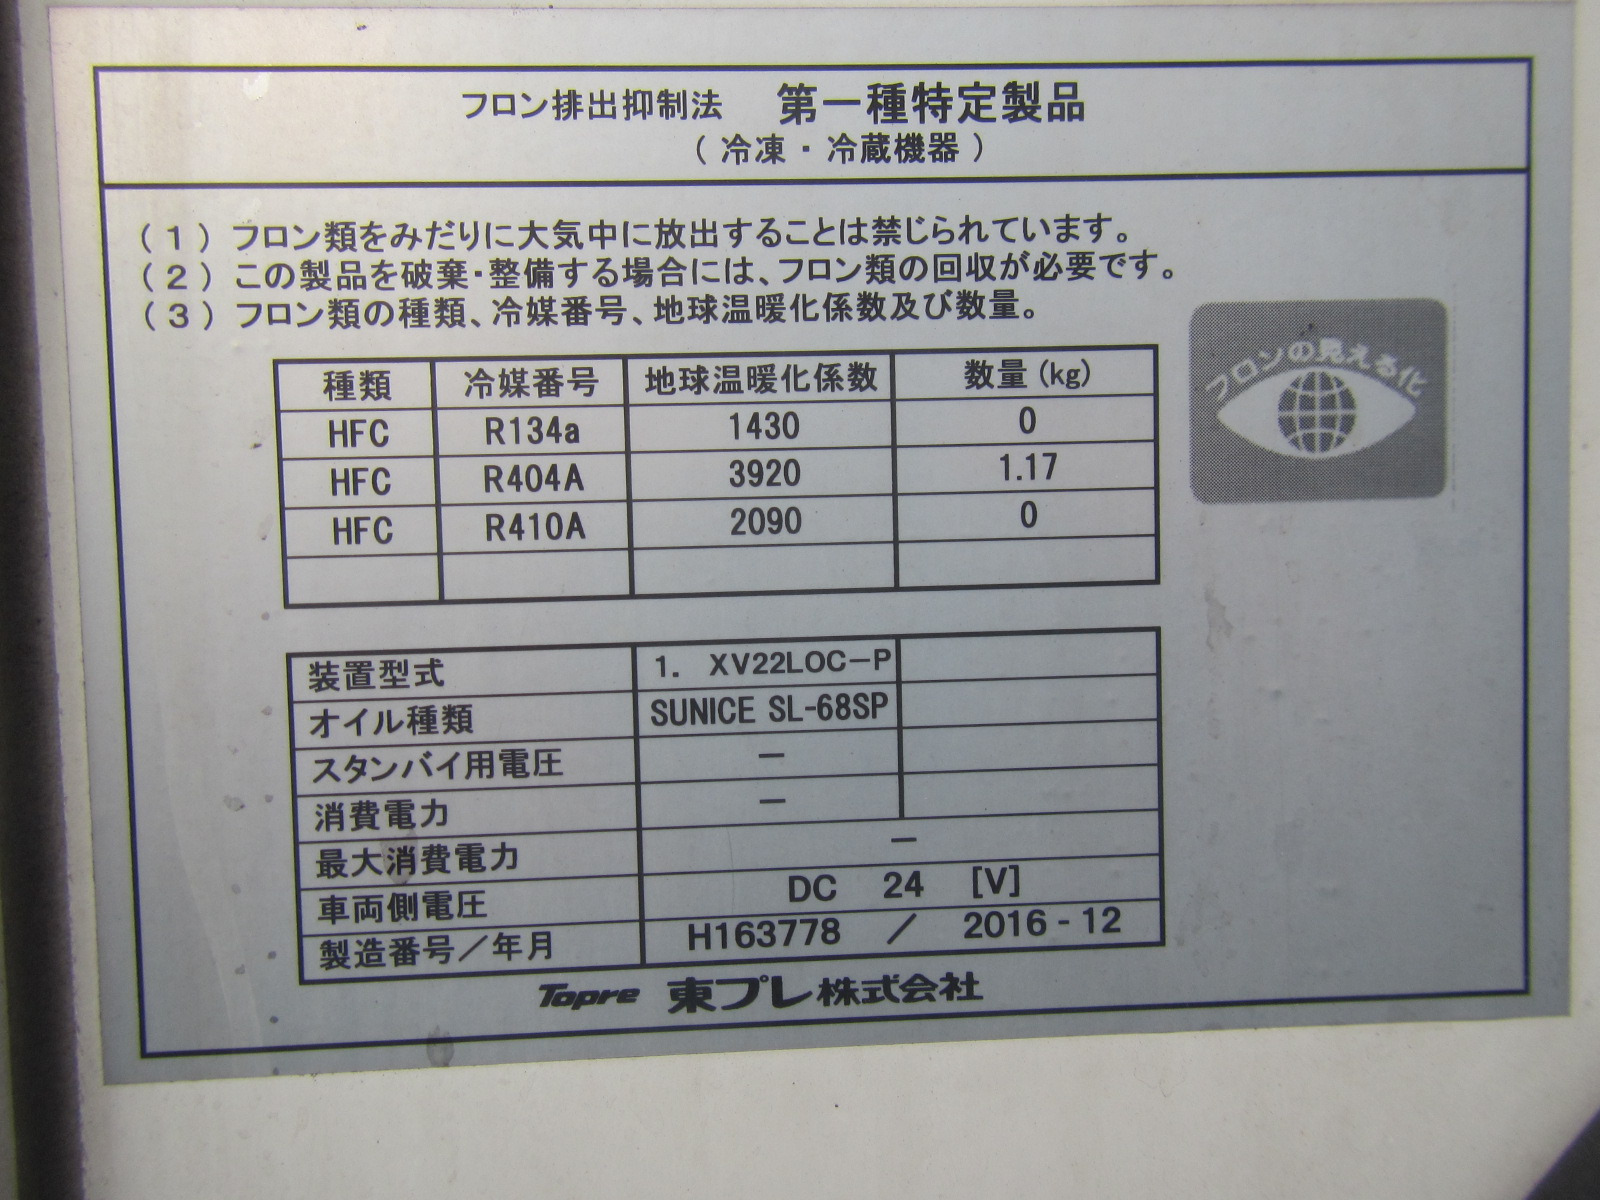 フロン排出抑制法 第一種特定製品
（冷凍・冷蔵機器）
（1）フロン類をみだりに大気中に放出することは禁じられています。
（2）この製品を破棄・整備する場合には、フロン類の回収が必要です。
（3）フロン類の種類、冷媒番号、地球温暖化係数及び数量。
フロンの見える化
種類 冷媒番号 地球温暖化係数 数量(kg)
HFC R134a 1430 0
HFC R404A 3920 1.17
HFC R410A 2090 0
装置型式 1. XV22LOC-P
オイル種類 SUNICE SL-68SP
スタンバイ用電圧 －
消費電力 －
最大消費電力 －
車両側電圧 DC 24 [V]
製造番号／年月 H163778 ／ 2016-12
Topre 東プレ株式会社